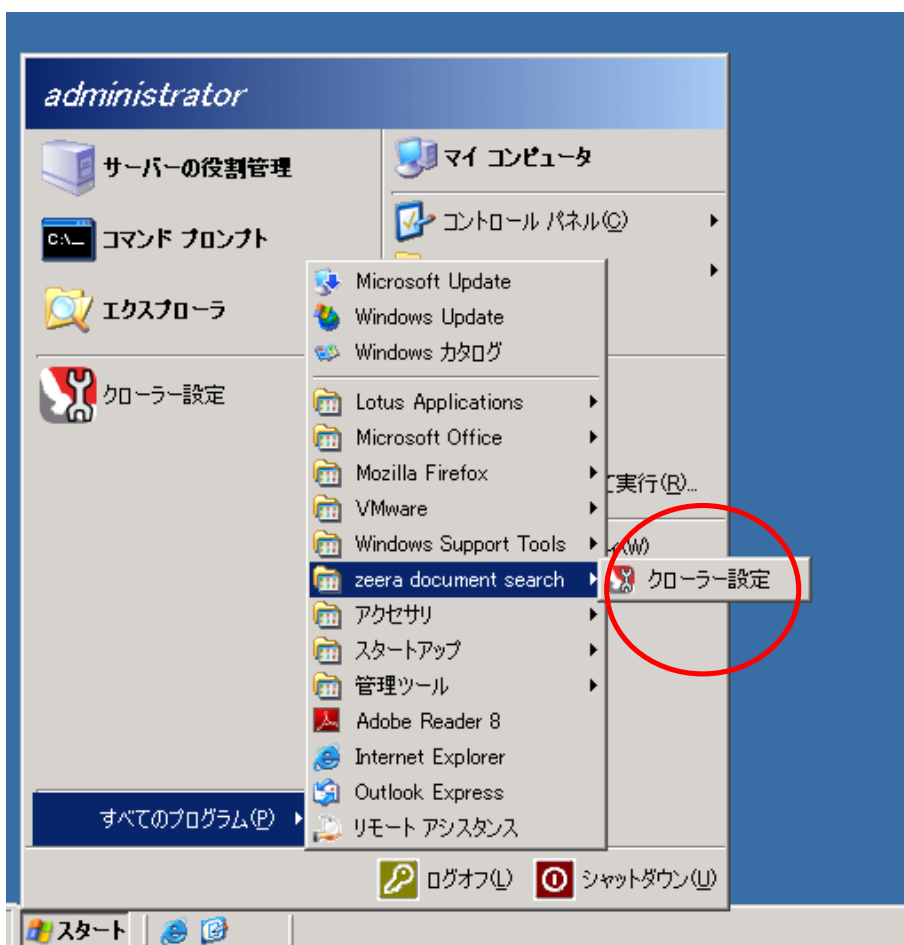 administrator
サーバーの役割管理
コマンド プロンプト
エクスプローラ
クローラー設定
マイ コンピュータ
コントロール パネル(C)
Microsoft Update
Windows Update
Windows カタログ
Lotus Applications
Microsoft Office
Mozilla Firefox
VMware
Windows Support Tools
zeera document search
アクセサリ
スタートアップ
管理ツール
Adobe Reader 8
Internet Explorer
Outlook Express
リモート アシスタンス
て実行(R)...
(W)
クローラー設定
すべてのプログラム(P)
ログオフ(L)
シャットダウン(U)
スタート